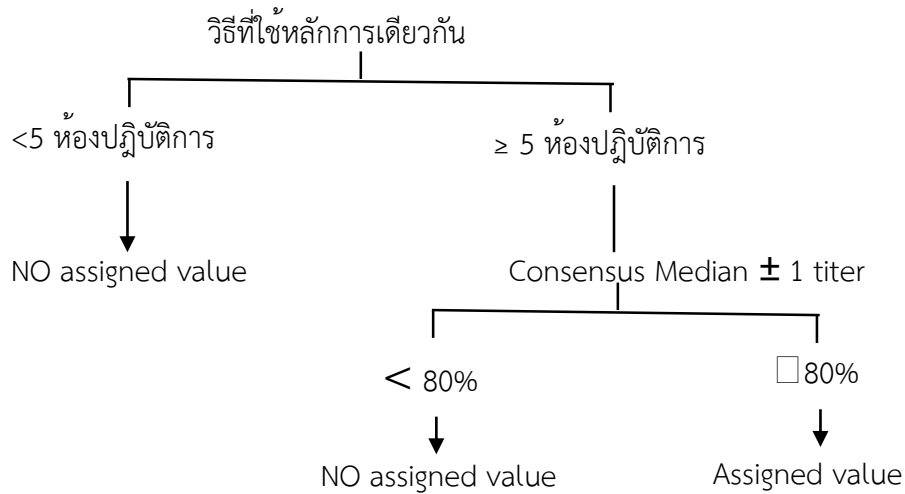 วิธีที่ใช้หลักการเดียวกัน
<5 ห้องปฏิบัติการ
≥ 5 ห้องปฏิบัติการ
NO assigned value
Consensus Median ± 1 titer
< 80%
□80%
NO assigned value
Assigned value